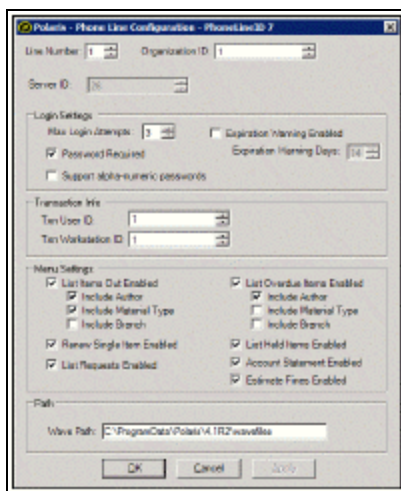 Polaris - Phone Line Configuration - PhoneLineID 7
Line Number: 1 Organization ID: 1
Server ID: 26
Login Settings
Max Login Attempts: 3 Expiration Warning Enabled
Password Required Expiration Warning Days: 14
Support alpha-numeric passwords
Transaction Info
Txn User ID: 1
Txn Workstation ID: 1
Menu Settings
List Items Out Enabled List Overdue Items Enabled
Include Author Include Author
Include Material Type Include Material Type
Include Branch Include Branch
Renew Single Item Enabled List Held Items Enabled
List Requests Enabled Account Statement Enabled
Estimate Fines Enabled
Path
Wave Path: C:\ProgramData\Polaris\4.1R2\wavefiles
OK Cancel Apply